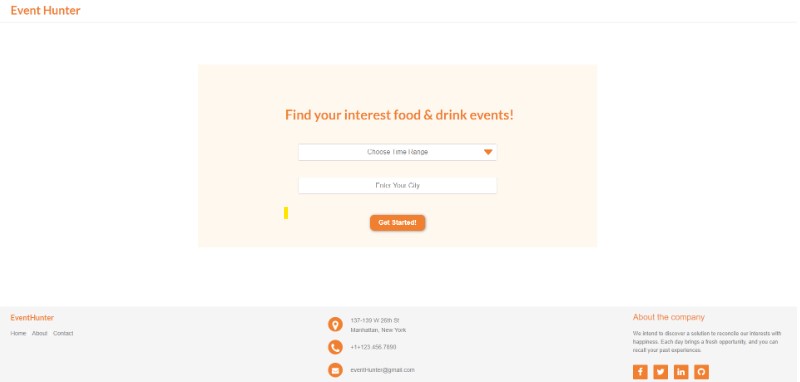 Event Hunter
Find your interest food & drink events!
Choose Time Range
Enter Your City
Get Started!
EventHunter
Home About Contact
137-139 W 26th St
Manhattan, New York
+1+123 456 7890
eventHunter@gmail.com
About the company
We intend to discover a solution to reconcile our interests with
happiness. Each day brings a fresh opportunity, and you can
recall your past experiences.